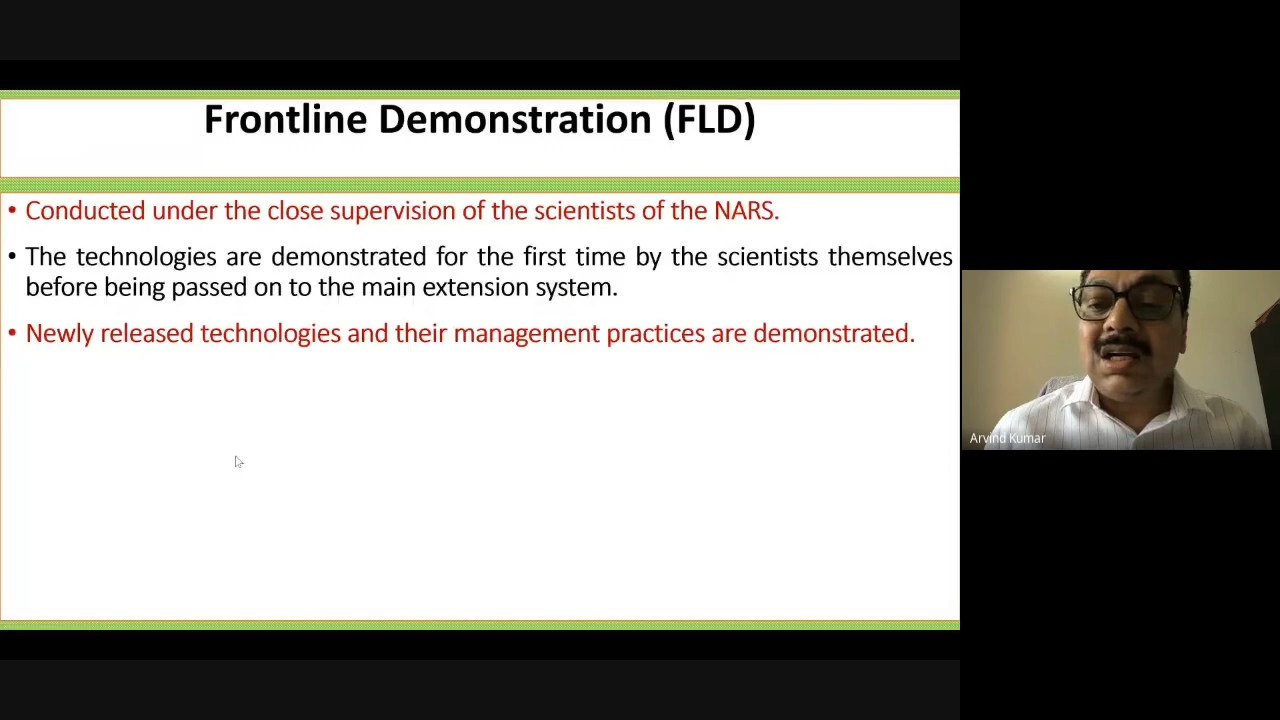 Frontline Demonstration (FLD)
• Conducted under the close supervision of the scientists of the NARS.
• The technologies are demonstrated for the first time by the scientists themselves
before being passed on to the main extension system.
• Newly released technologies and their management practices are demonstrated.
Arvind Kumar